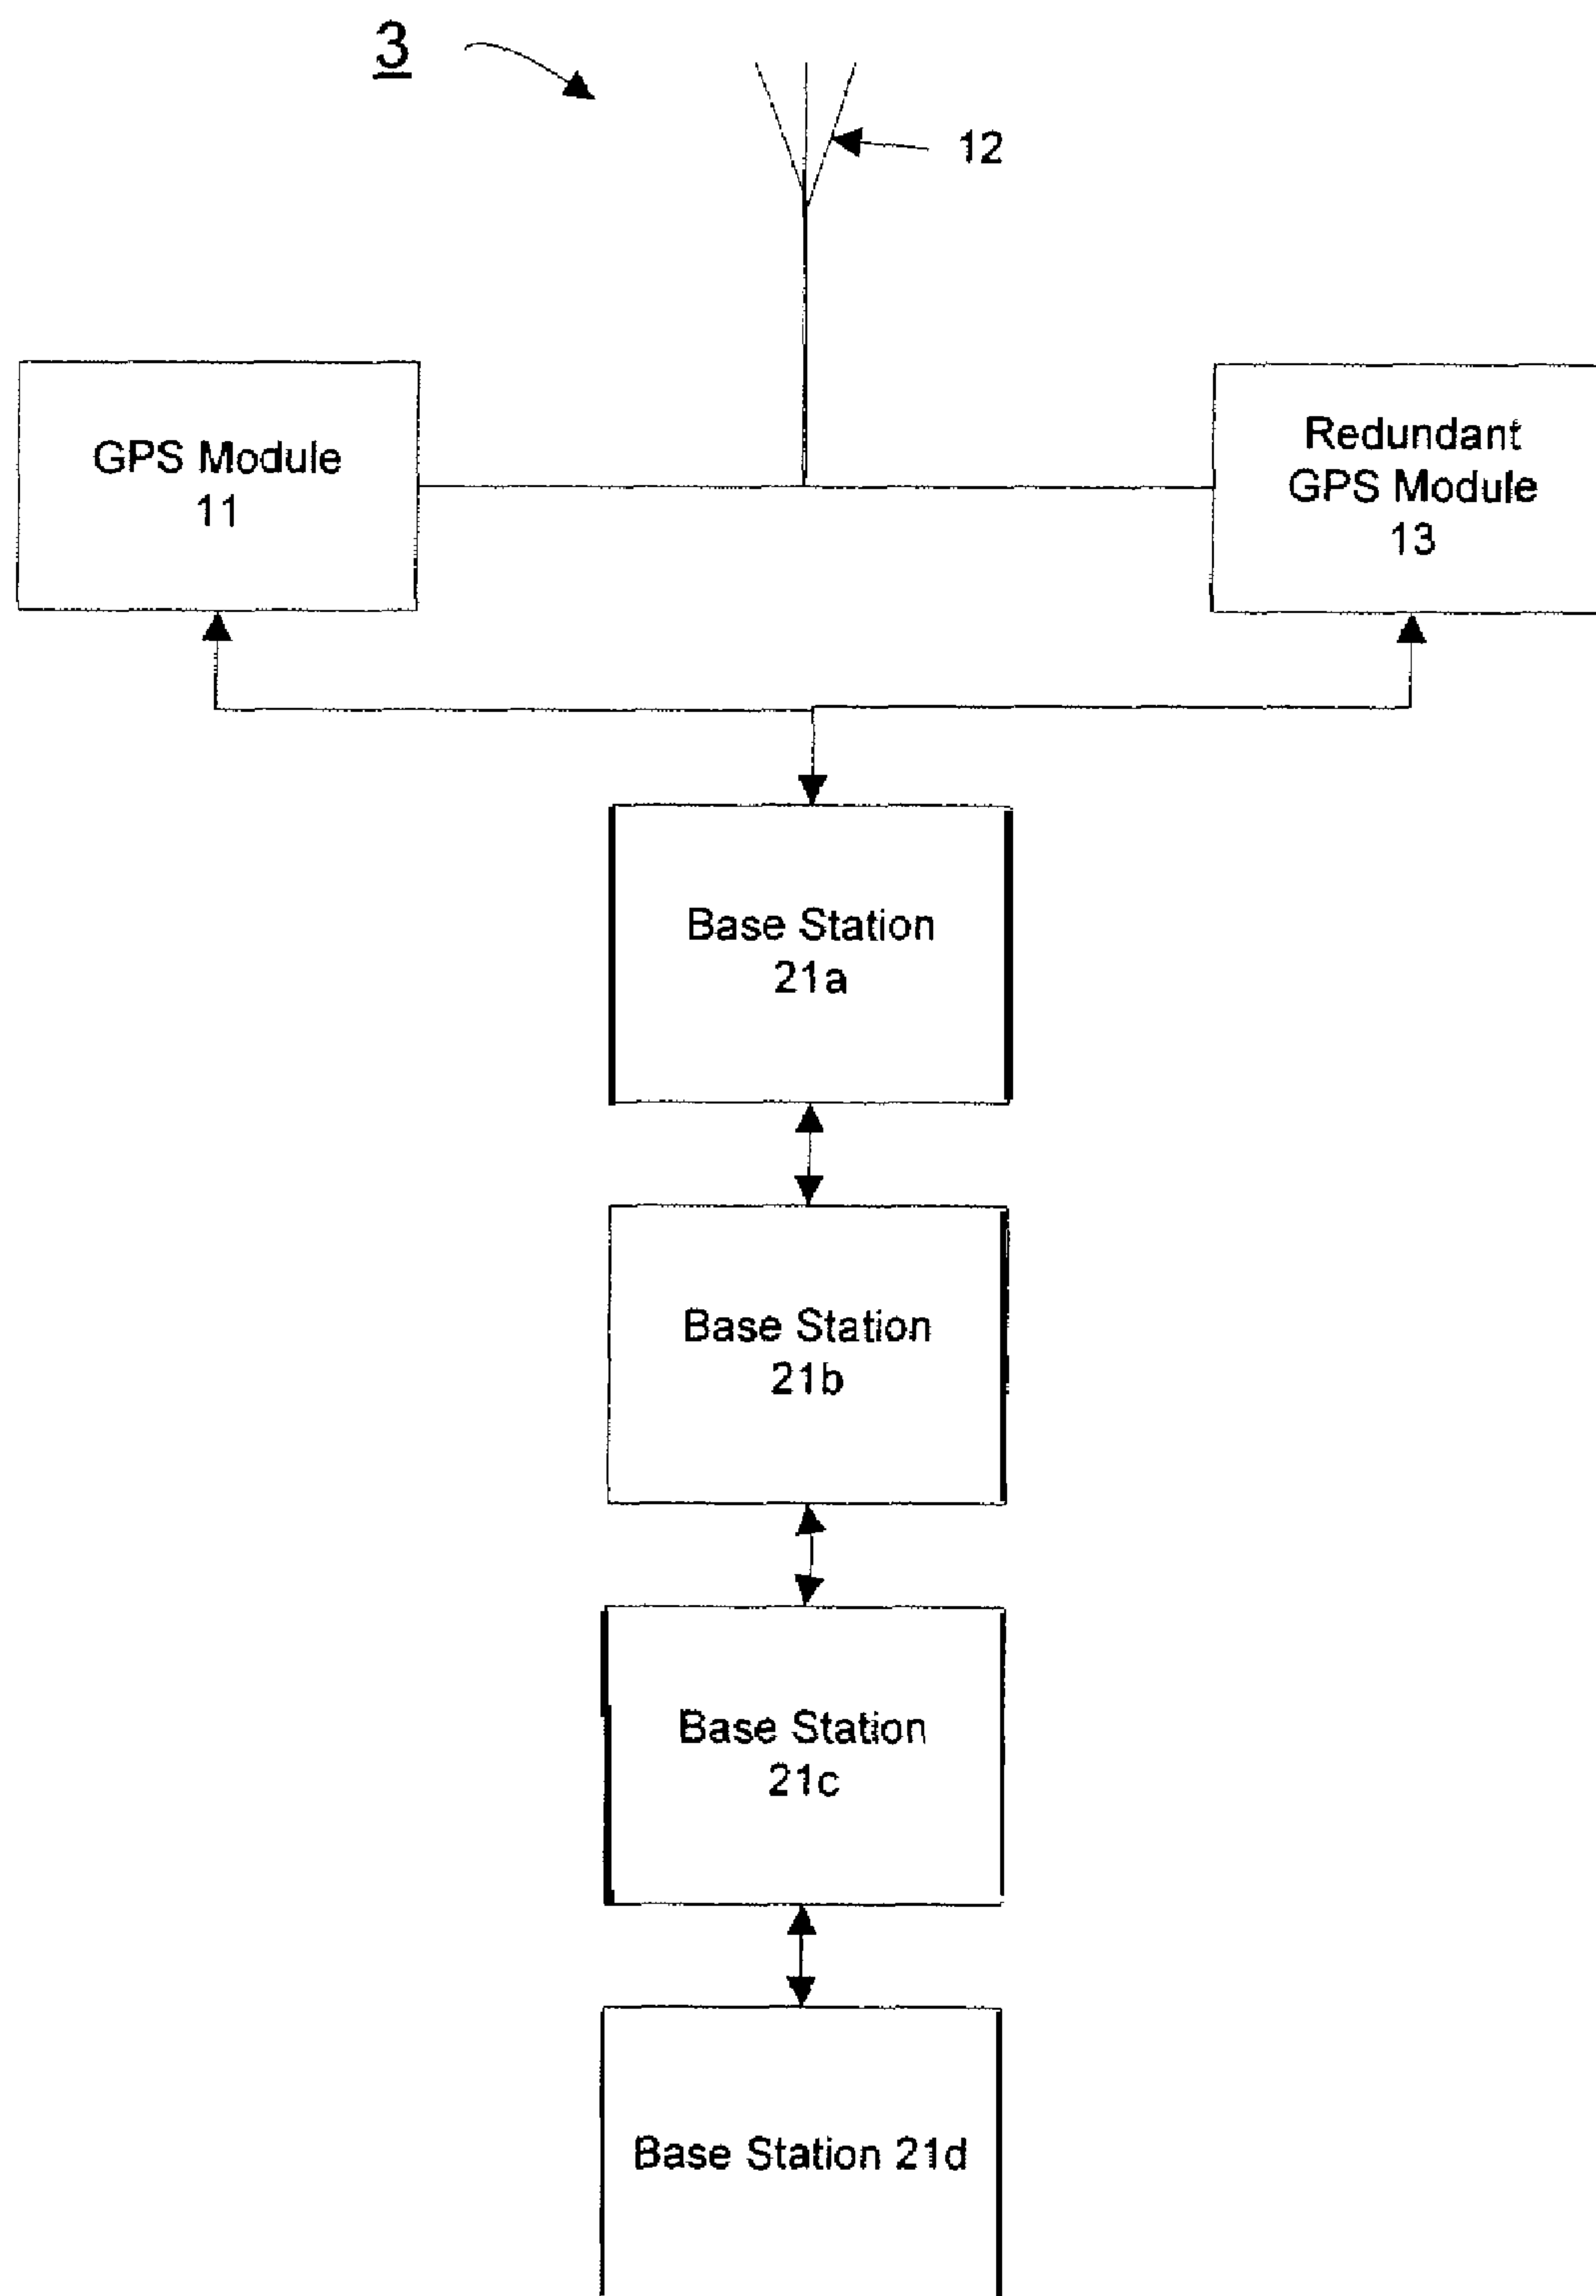 3
12
GPS Module
11
Redundant
GPS Module
13
Base Station
21a
Base Station
21b
Base Station
21c
Base Station 21d